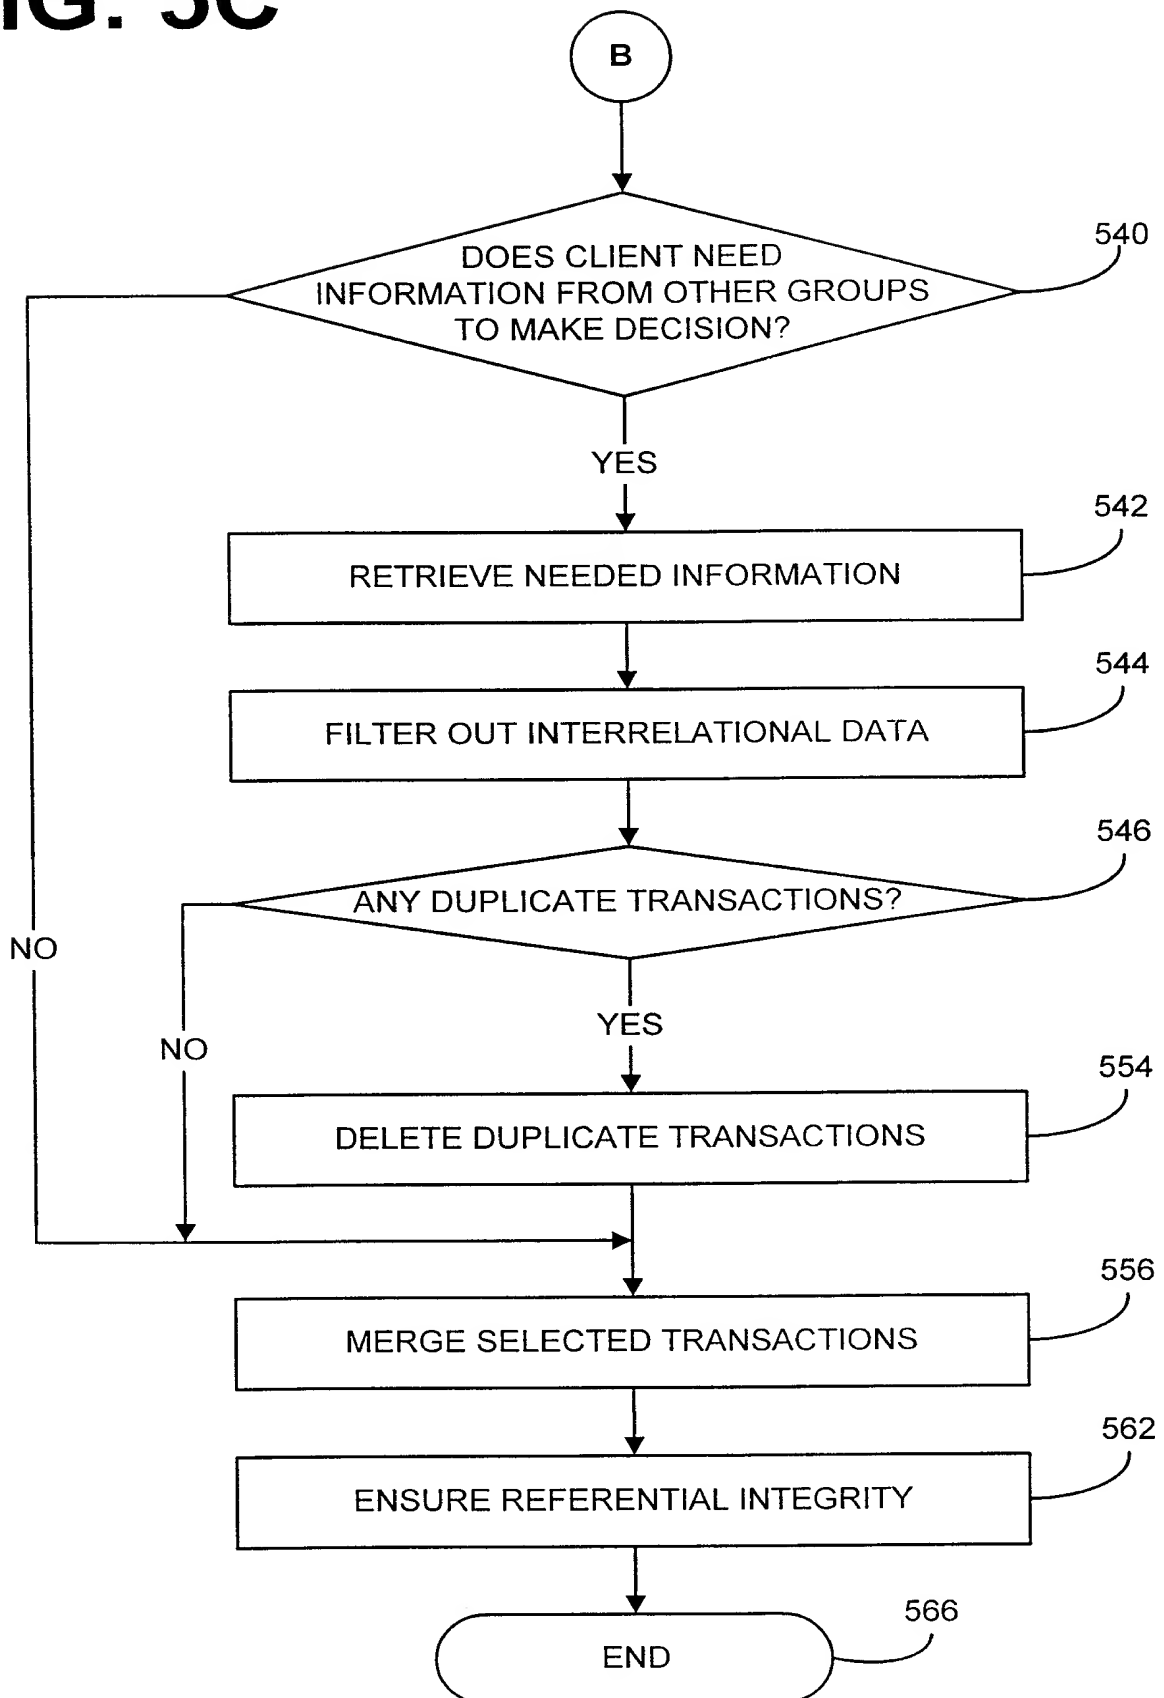 IG. 5C
B
540
DOES CLIENT NEED
INFORMATION FROM OTHER GROUPS
TO MAKE DECISION?
YES
542
RETRIEVE NEEDED INFORMATION
544
FILTER OUT INTERRELATIONAL DATA
546
ANY DUPLICATE TRANSACTIONS?
NO
YES
NO
554
DELETE DUPLICATE TRANSACTIONS
556
MERGE SELECTED TRANSACTIONS
562
ENSURE REFERENTIAL INTEGRITY
566
END